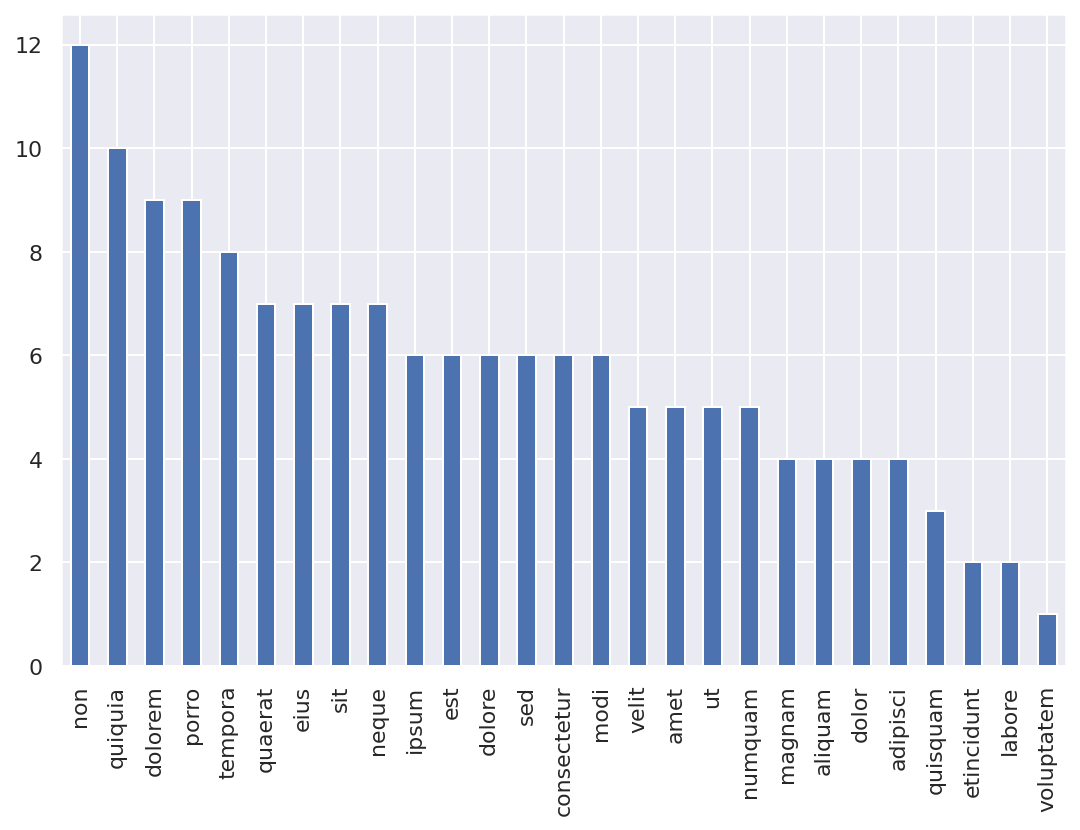 12
10
8
6
4
2
0
non
quiquia
dolorem
porro
tempora
quaerat
eius
sit
neque
ipsum
est
dolore
sed
consectetur
modi
velit
amet
ut
numquam
magnam
aliquam
dolor
adipisci
quisquam
etincidunt
labore
voluptatem